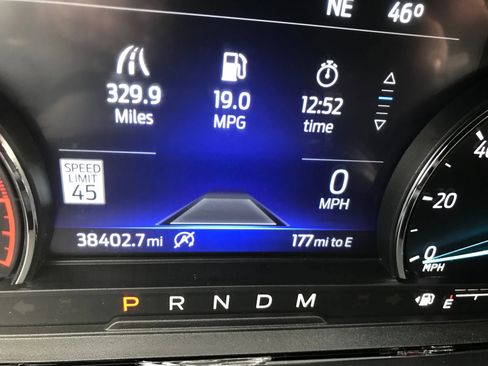 NE 46°
329.9 19.0 12:52
Miles MPG time
SPEED
LIMIT
45
0
MPH
38402.7 mi 177 mi to E
P R N D M
E
40
20
0
MPH